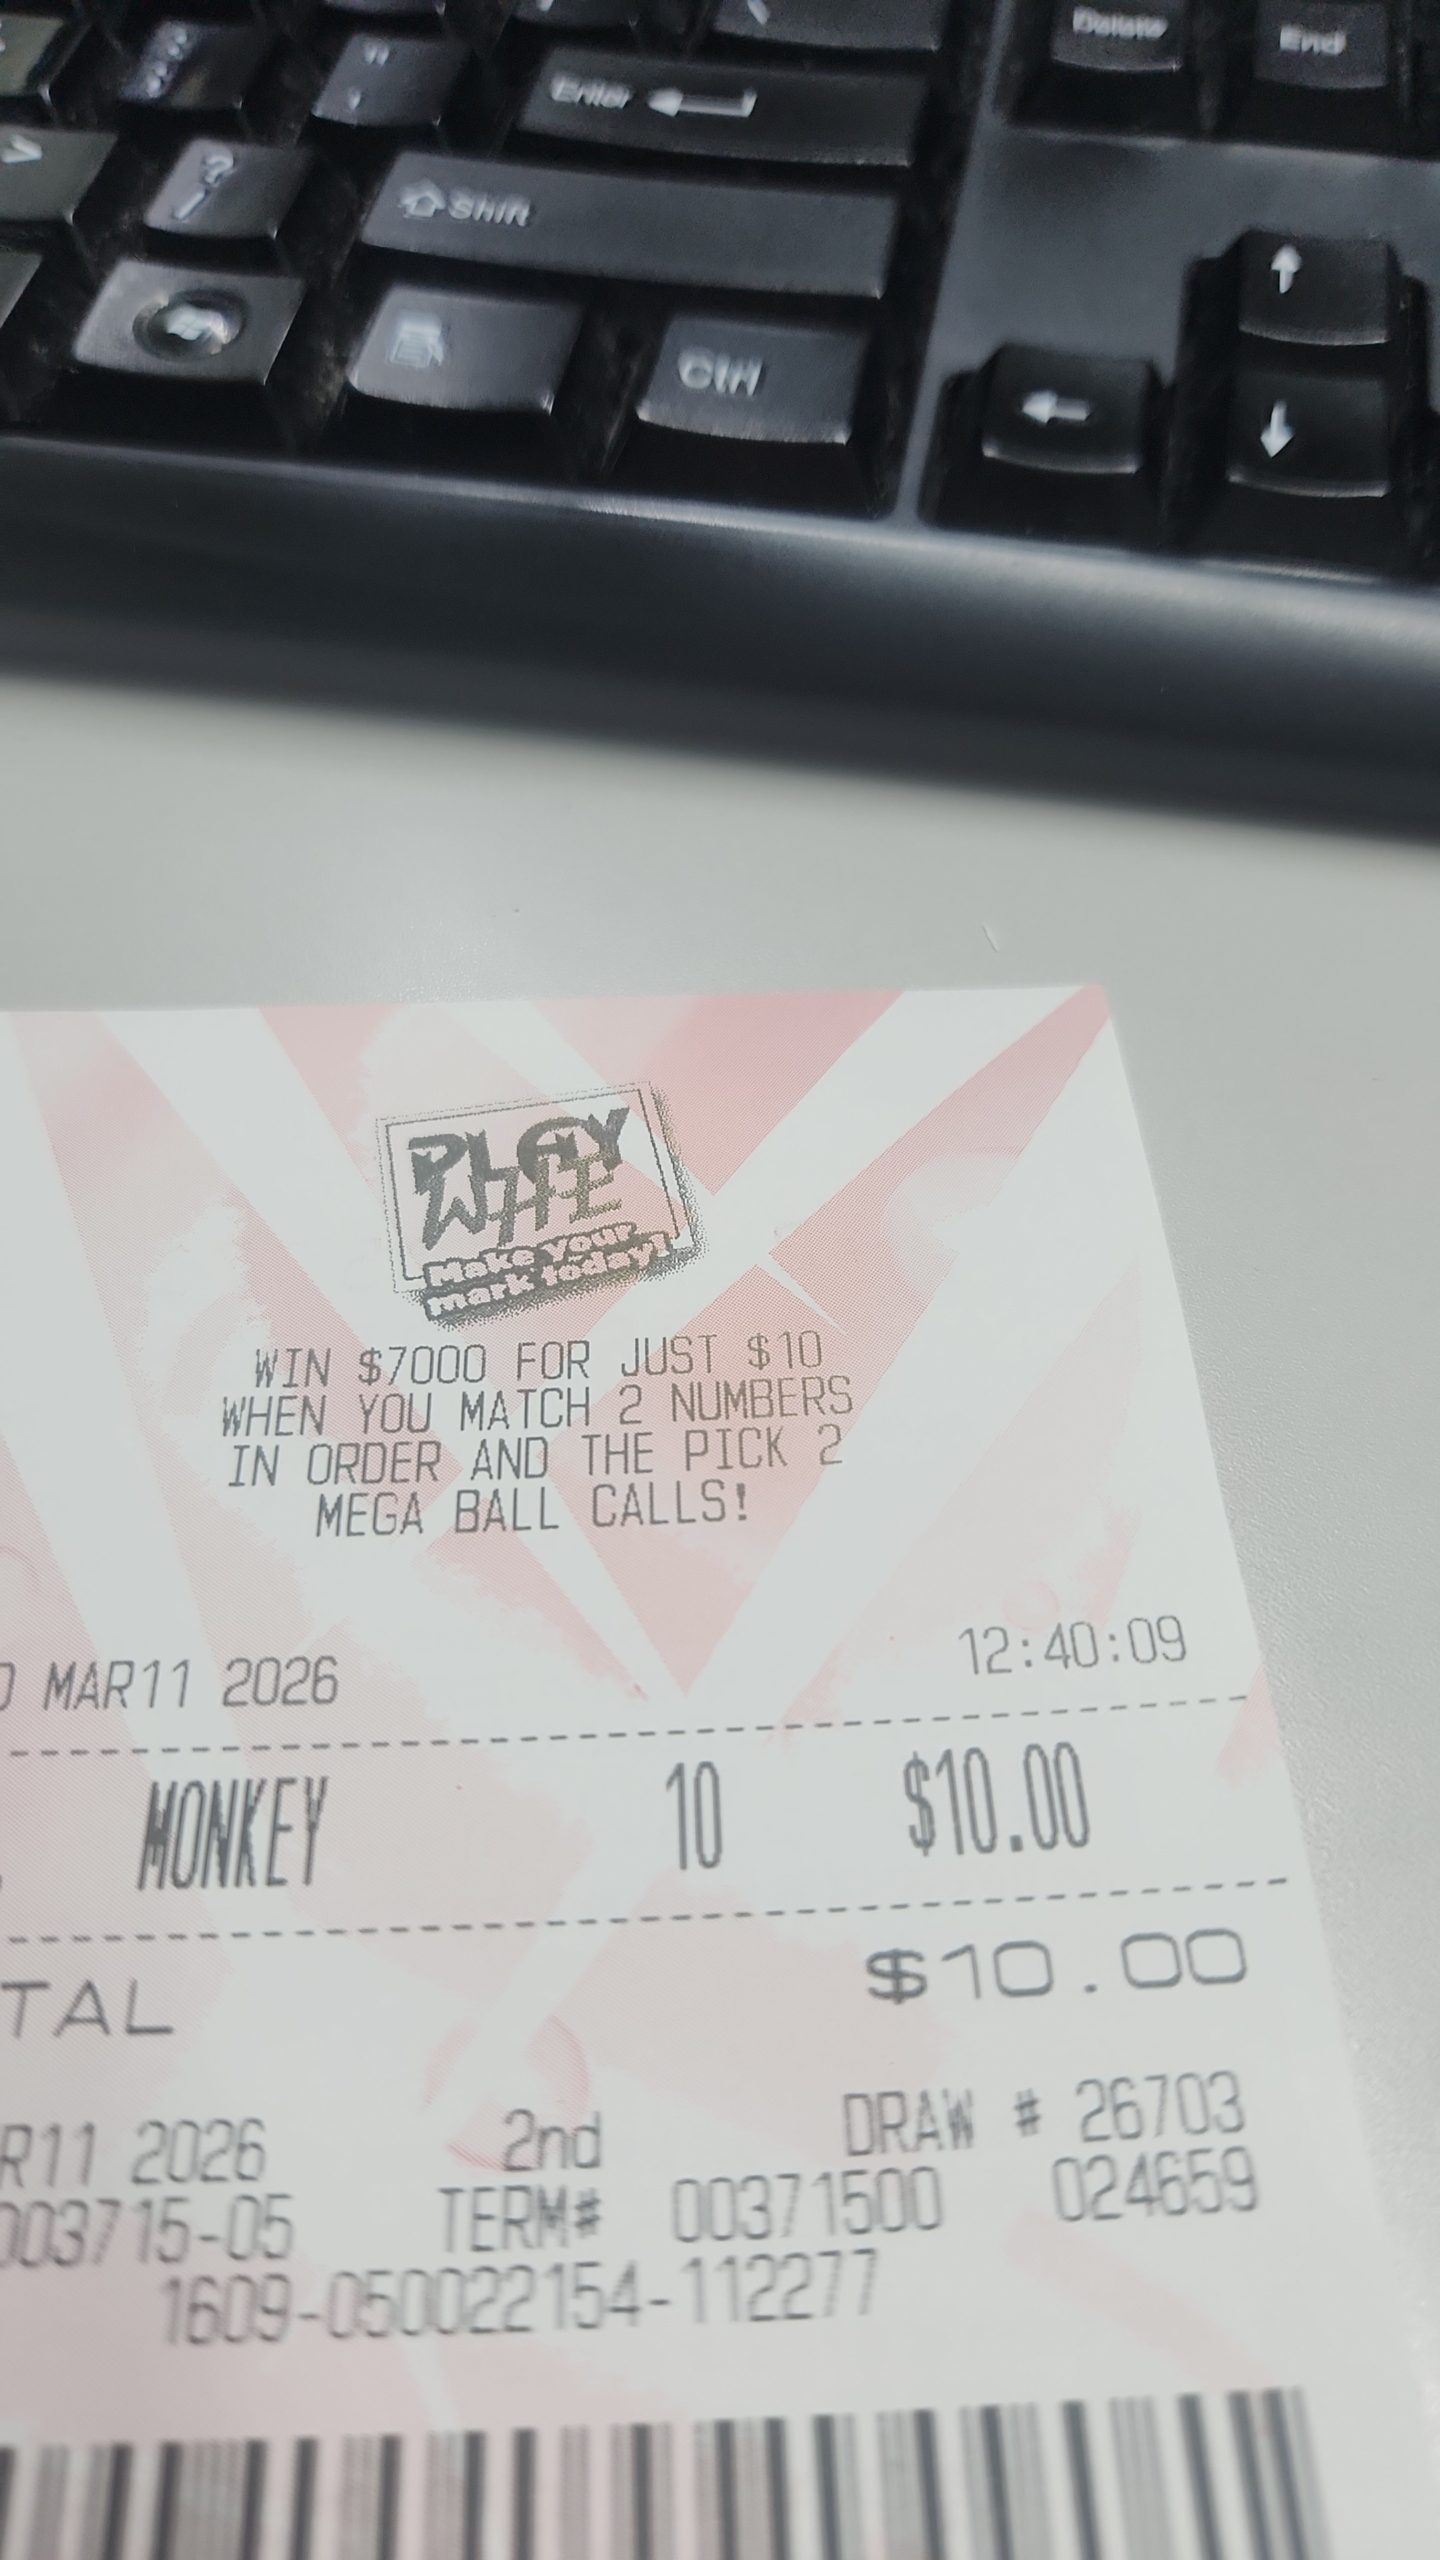 Delete
End
Enter
?
/
Shift
Ctrl
PLAY
WHE
Make your
mark today!
WIN $7000 FOR JUST $10
WHEN YOU MATCH 2 NUMBERS
IN ORDER AND THE PICK 2
MEGA BALL CALLS!
MAR11 2026 12:40:09
MONKEY 10 $10.00
TAL $10.00
R11 2026 2nd DRAW # 26703
003715-05 TERM# 00371500 024659
1609-050022154-112277